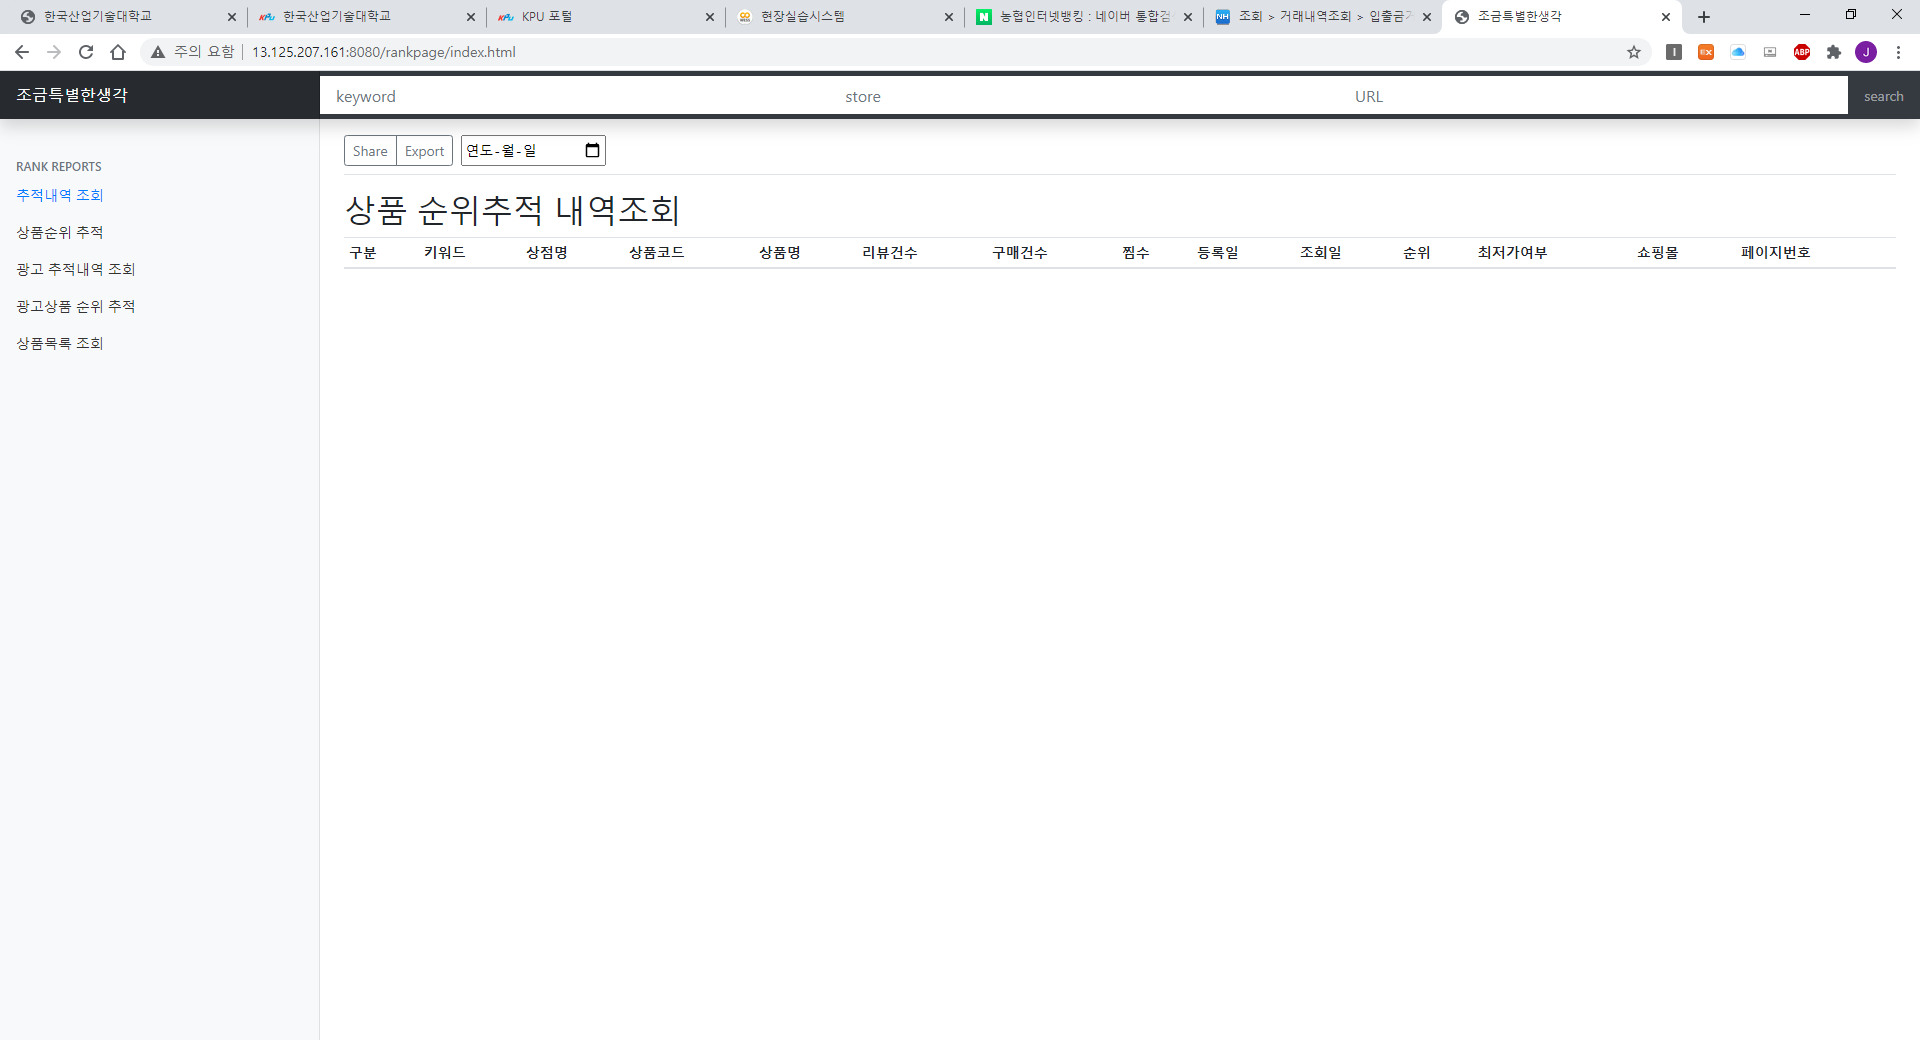 한국산업기술대학교
한국산업기술대학교
KPU 포털
현장실습시스템
농협인터넷뱅킹 : 네이버 통합검
조회 > 거래내역조회 > 입출금거
조금특별한생각
주의 요함 13.125.207.161:8080/rankpage/index.html
조금특별한생각
keyword
store
URL
search
Share
Export
연도-월-일
RANK REPORTS
추적내역 조회
상품순위 추적
광고 추적내역 조회
광고상품 순위 추적
상품목록 조회
상품 순위추적 내역조회
구분 키워드 상점명 상품코드 상품명 리뷰건수 구매건수 찜수 등록일 조회일 순위 최저가여부 쇼핑몰 페이지번호